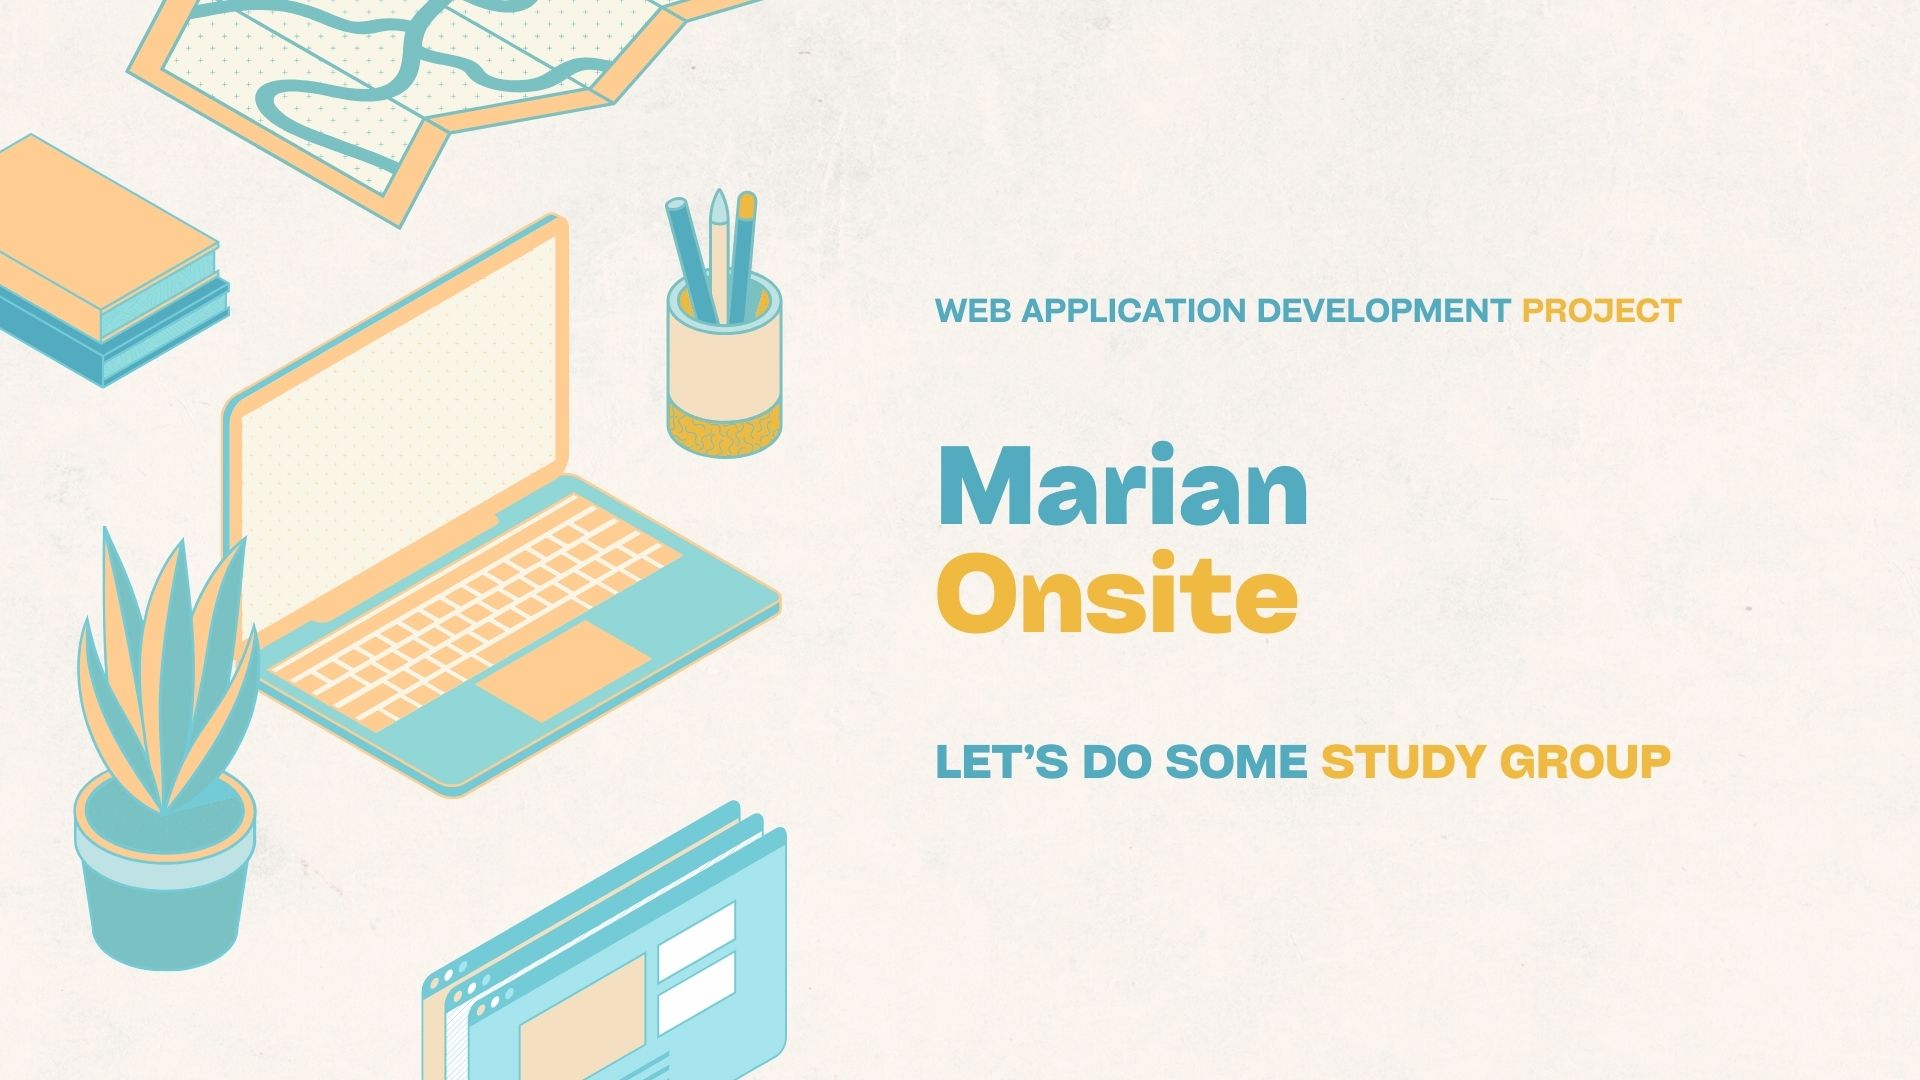 WEB APPLICATION DEVELOPMENT PROJECT
Marian
Onsite
LET’S DO SOME STUDY GROUP